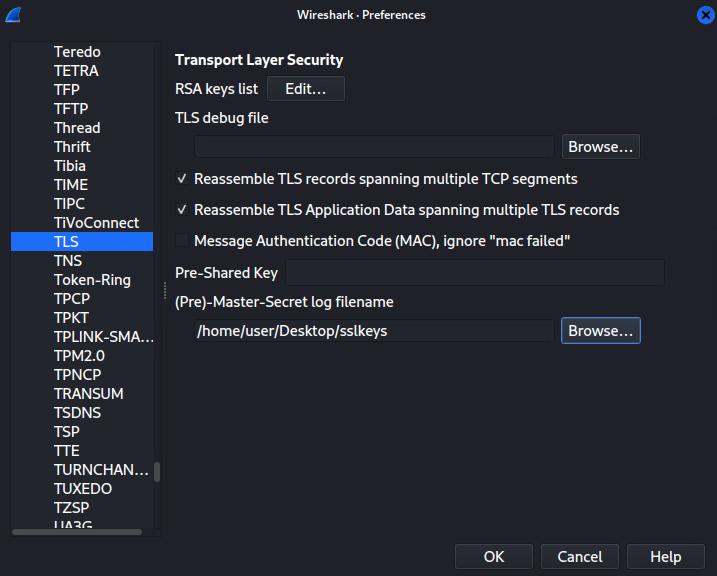 Wireshark · Preferences
Teredo
TETRA
TFP
TFTP
Thread
Thrift
Tibia
TIME
TIPC
TiVoConnect
TLS
TNS
Token-Ring
TPCP
TPKT
TPLINK-SMA...
TPM2.0
TPNCP
TRANSUM
TSDNS
TSP
TTE
TURNCHAN...
TUXEDO
TZSP
UA3G
Transport Layer Security
RSA keys list Edit...
TLS debug file
Browse...
Reassemble TLS records spanning multiple TCP segments
Reassemble TLS Application Data spanning multiple TLS records
Message Authentication Code (MAC), ignore "mac failed"
Pre-Shared Key
(Pre)-Master-Secret log filename
/home/user/Desktop/sslkeys Browse...
OK Cancel Help